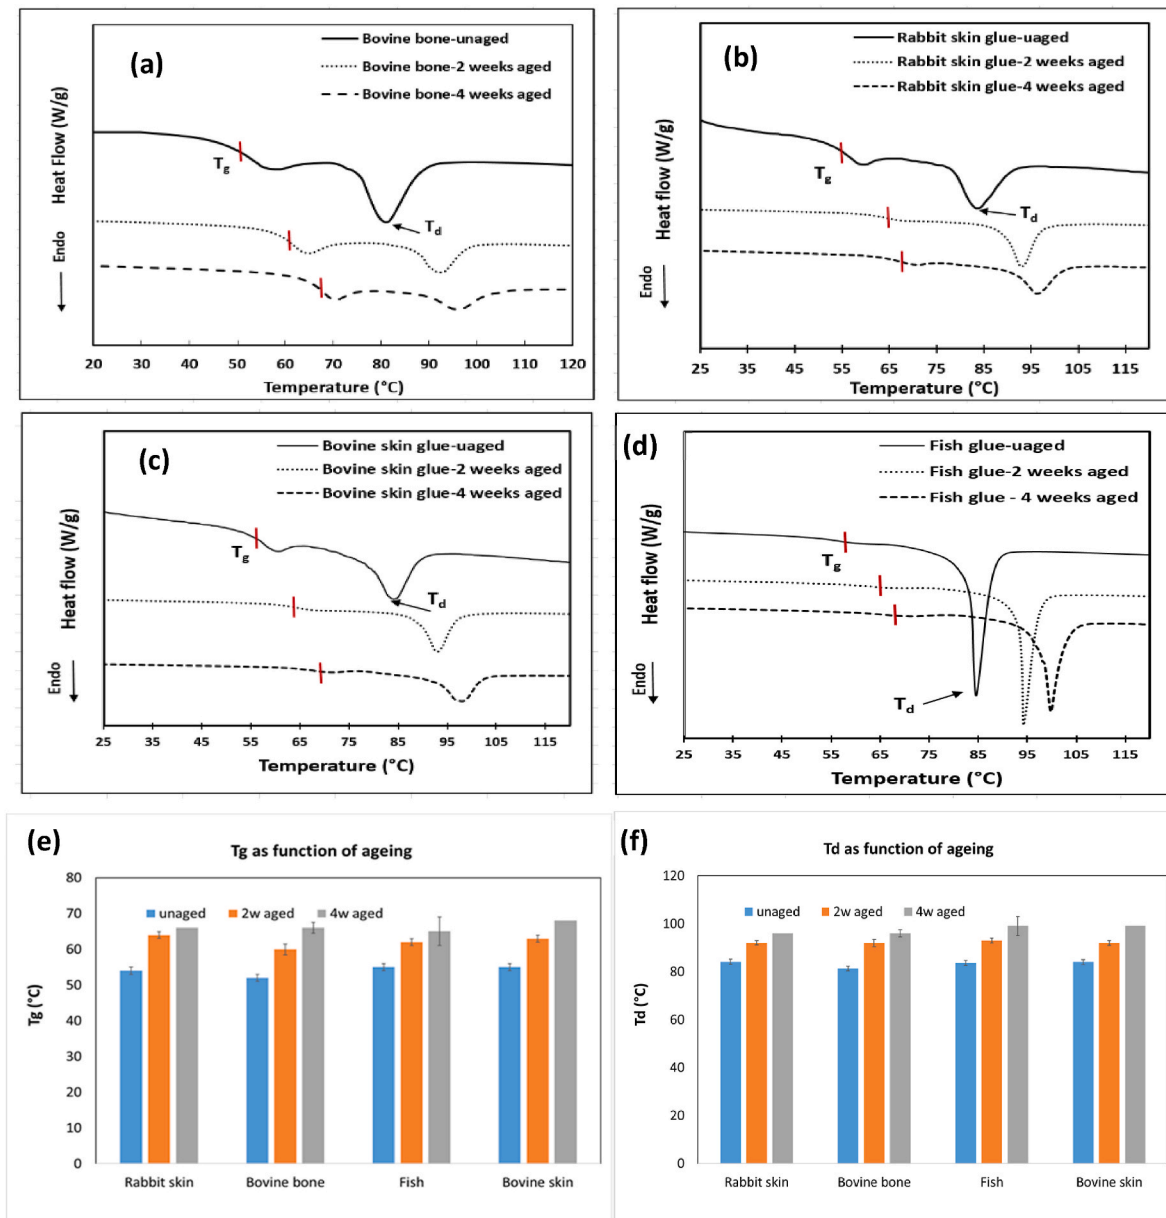 (a)
Bovine bone-unaged
Bovine bone-2 weeks aged
Bovine bone-4 weeks aged
Heat Flow (W/g)
Endo
Tg
Td
20 30 40 50 60 70 80 90 100 110 120
Temperature (°C)
(b)
Rabbit skin glue-uaged
Rabbit skin glue-2 weeks aged
Rabbit skin glue-4 weeks aged
Heat flow (W/g)
Endo
Tg
Td
25 35 45 55 65 75 85 95 105 115
Temperature (°C)
(c)
Bovine skin glue-uaged
Bovine skin glue-2 weeks aged
Bovine skin glue-4 weeks aged
Heat flow (W/g)
Endo
Tg
Td
25 35 45 55 65 75 85 95 105 115
Temperature (°C)
(d)
Fish glue-uaged
Fish glue-2 weeks aged
Fish glue - 4 weeks aged
Heat flow (W/g)
Endo
Tg
Td
25 35 45 55 65 75 85 95 105 115
Temperature (°C)
(e)
Tg as function of ageing
unaged 2w aged 4w aged
Tg (°C)
80
70
60
50
40
30
20
10
0
Rabbit skin Bovine bone Fish Bovine skin
(f)
Td as function of ageing
unaged 2w aged 4w aged
Td (°C)
120
100
80
60
40
20
0
Rabbit skin Bovine bone Fish Bovine skin